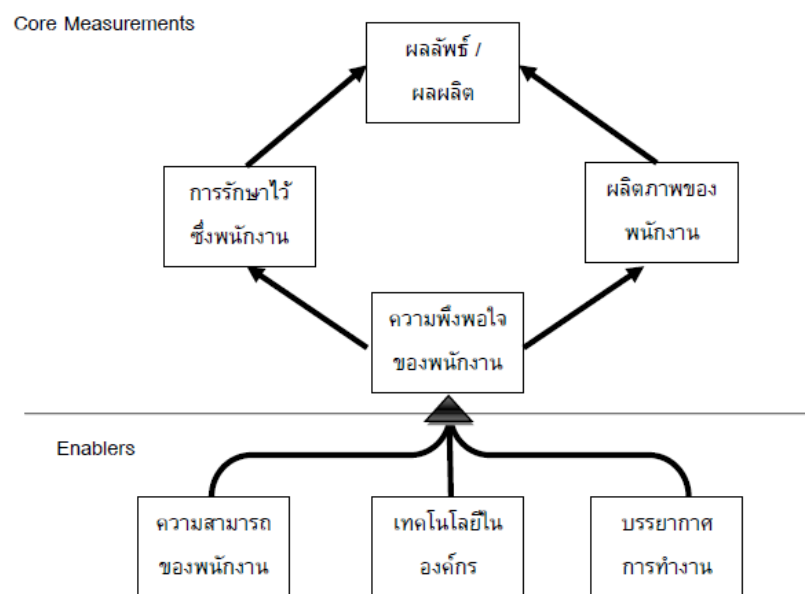 Core Measurements
ผลลัพธ์ /
ผลผลิต
การรักษาไว้
ซึ่งพนักงาน
ผลิตภาพของ
พนักงาน
ความพึงพอใจ
ของพนักงาน
Enablers
ความสามารถ
ของพนักงาน
เทคโนโลยีใน
องค์กร
บรรยากาศ
การทำงาน